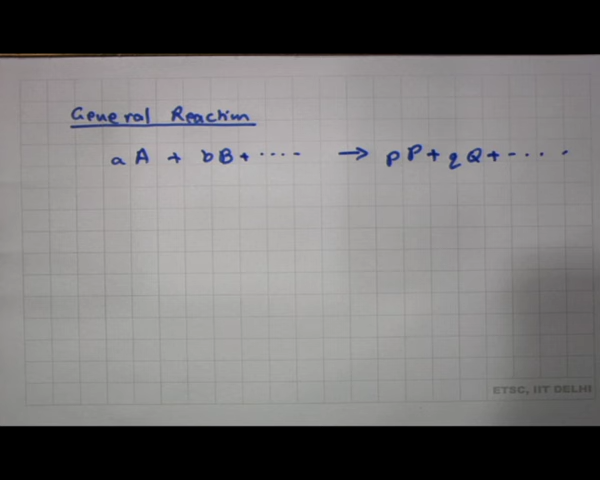 General Reaction
aA + bB + ···· → pP + qQ + ····
ETSC, IIT DELHI